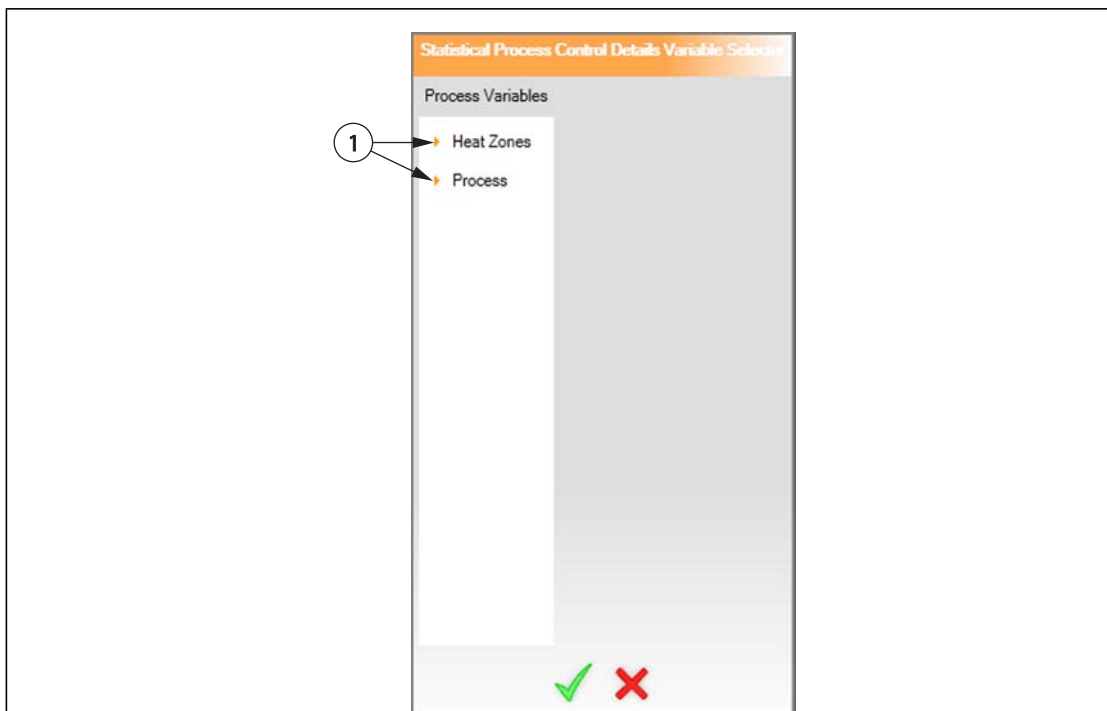 Statistical Process Control Details Variable Selector
Process Variables
1
Heat Zones
Process